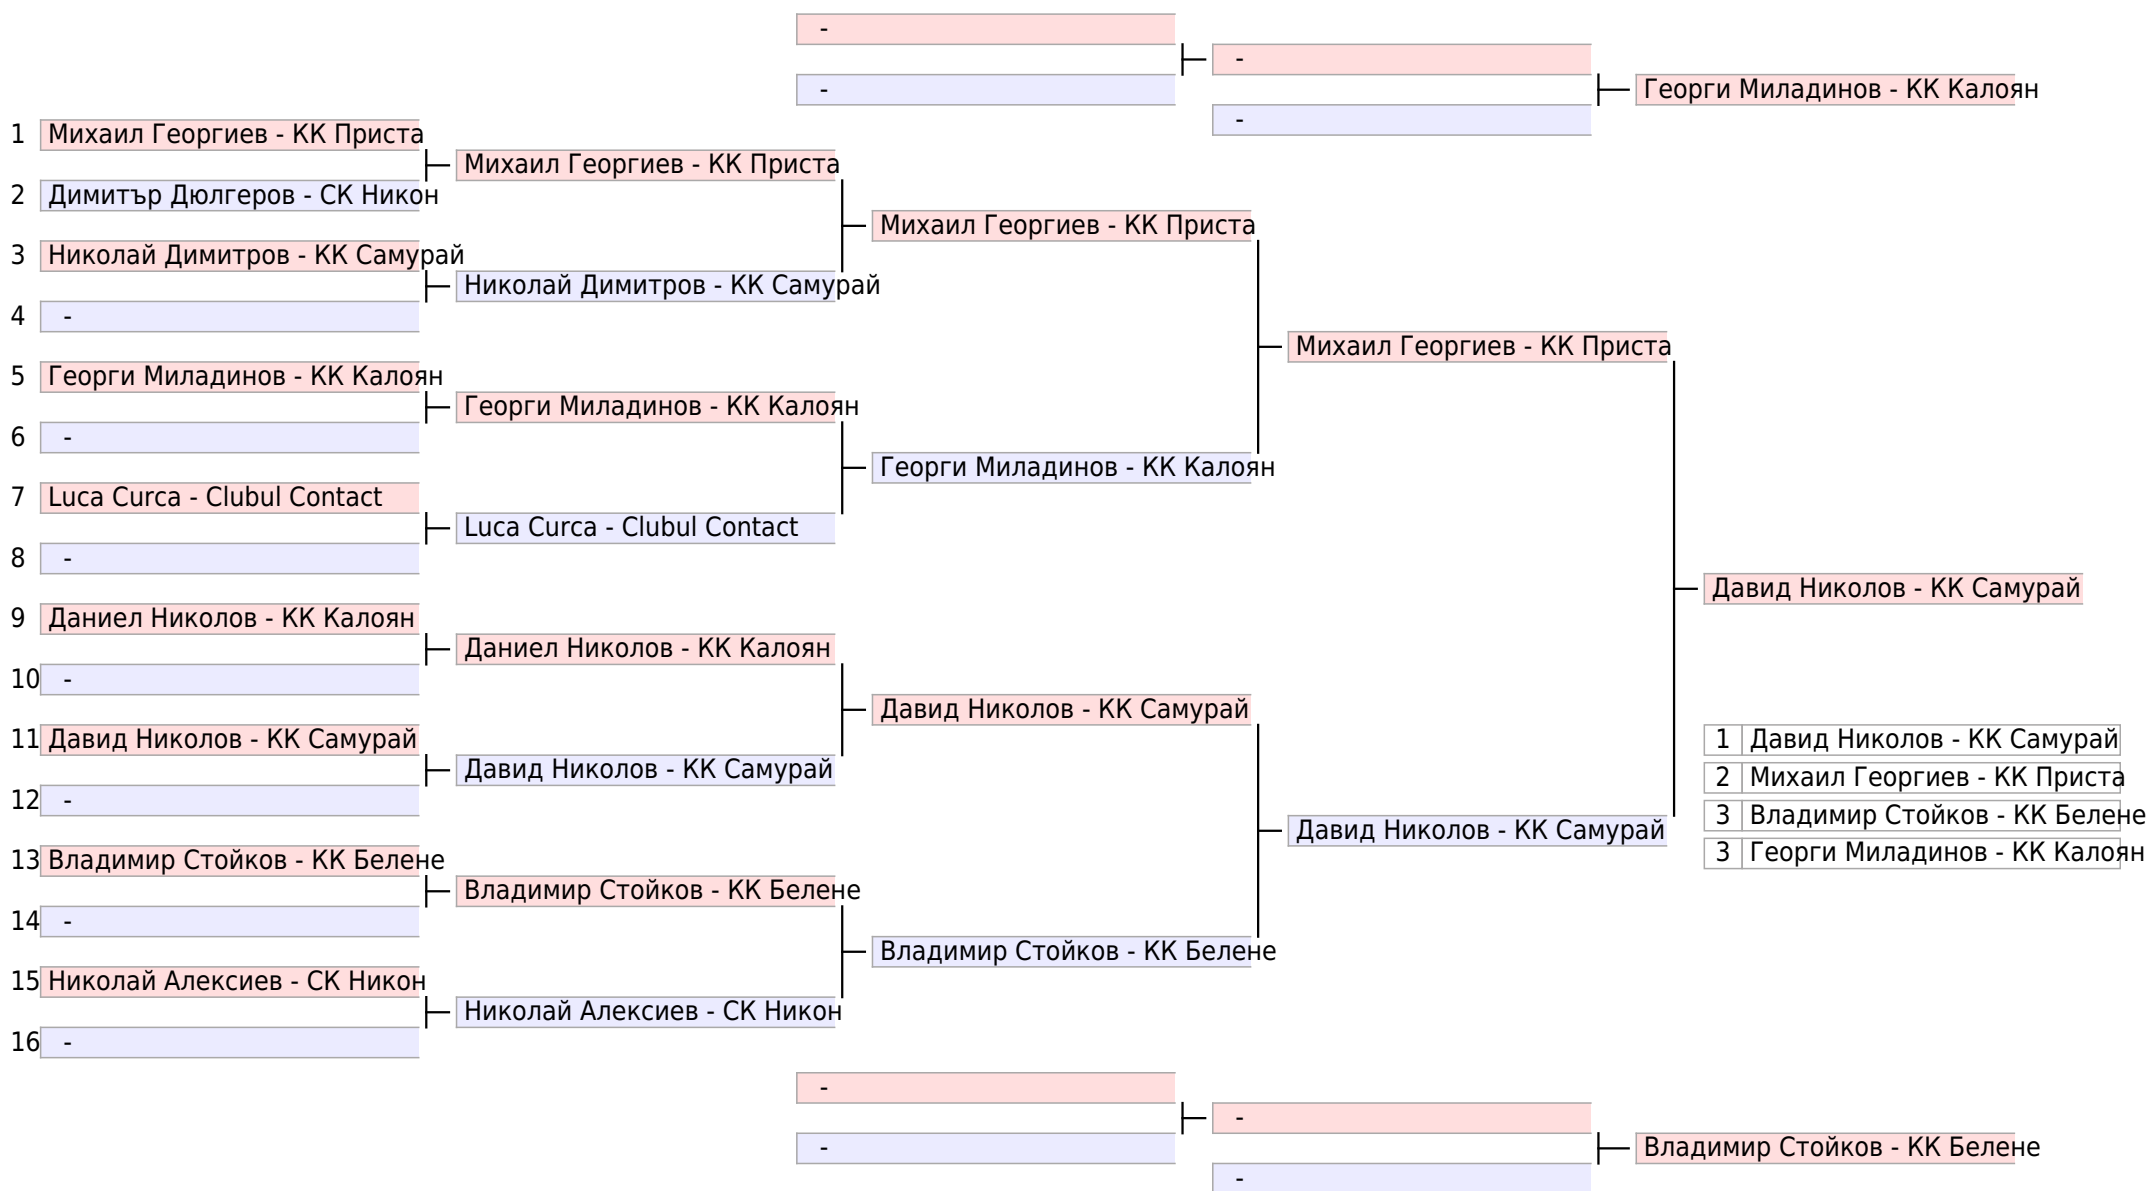 -
-
-
-
Георги Миладинов - КК Калоян
1 Михаил Георгиев - КК Приста
2 Димитър Дюлгеров - СК Никон
3 Николай Димитров - КК Самурай
4 -
5 Георги Миладинов - КК Калоян
6 -
7 Luca Curca - Clubul Contact
8 -
9 Даниел Николов - КК Калоян
10 -
11 Давид Николов - КК Самурай
12 -
13 Владимир Стойков - КК Белене
14 -
15 Николай Алексиев - СК Никон
16 -
Михаил Георгиев - КК Приста
Николай Димитров - КК Самурай
Георги Миладинов - КК Калоян
Luca Curca - Clubul Contact
Даниел Николов - КК Калоян
Давид Николов - КК Самурай
Владимир Стойков - КК Белене
Николай Алексиев - СК Никон
Михаил Георгиев - КК Приста
Георги Миладинов - КК Калоян
Давид Николов - КК Самурай
Владимир Стойков - КК Белене
Михаил Георгиев - КК Приста
Давид Николов - КК Самурай
Давид Николов - КК Самурай
1 Давид Николов - КК Самурай
2 Михаил Георгиев - КК Приста
3 Владимир Стойков - КК Белене
3 Георги Миладинов - КК Калоян
-
-
-
-
Владимир Стойков - КК Белене